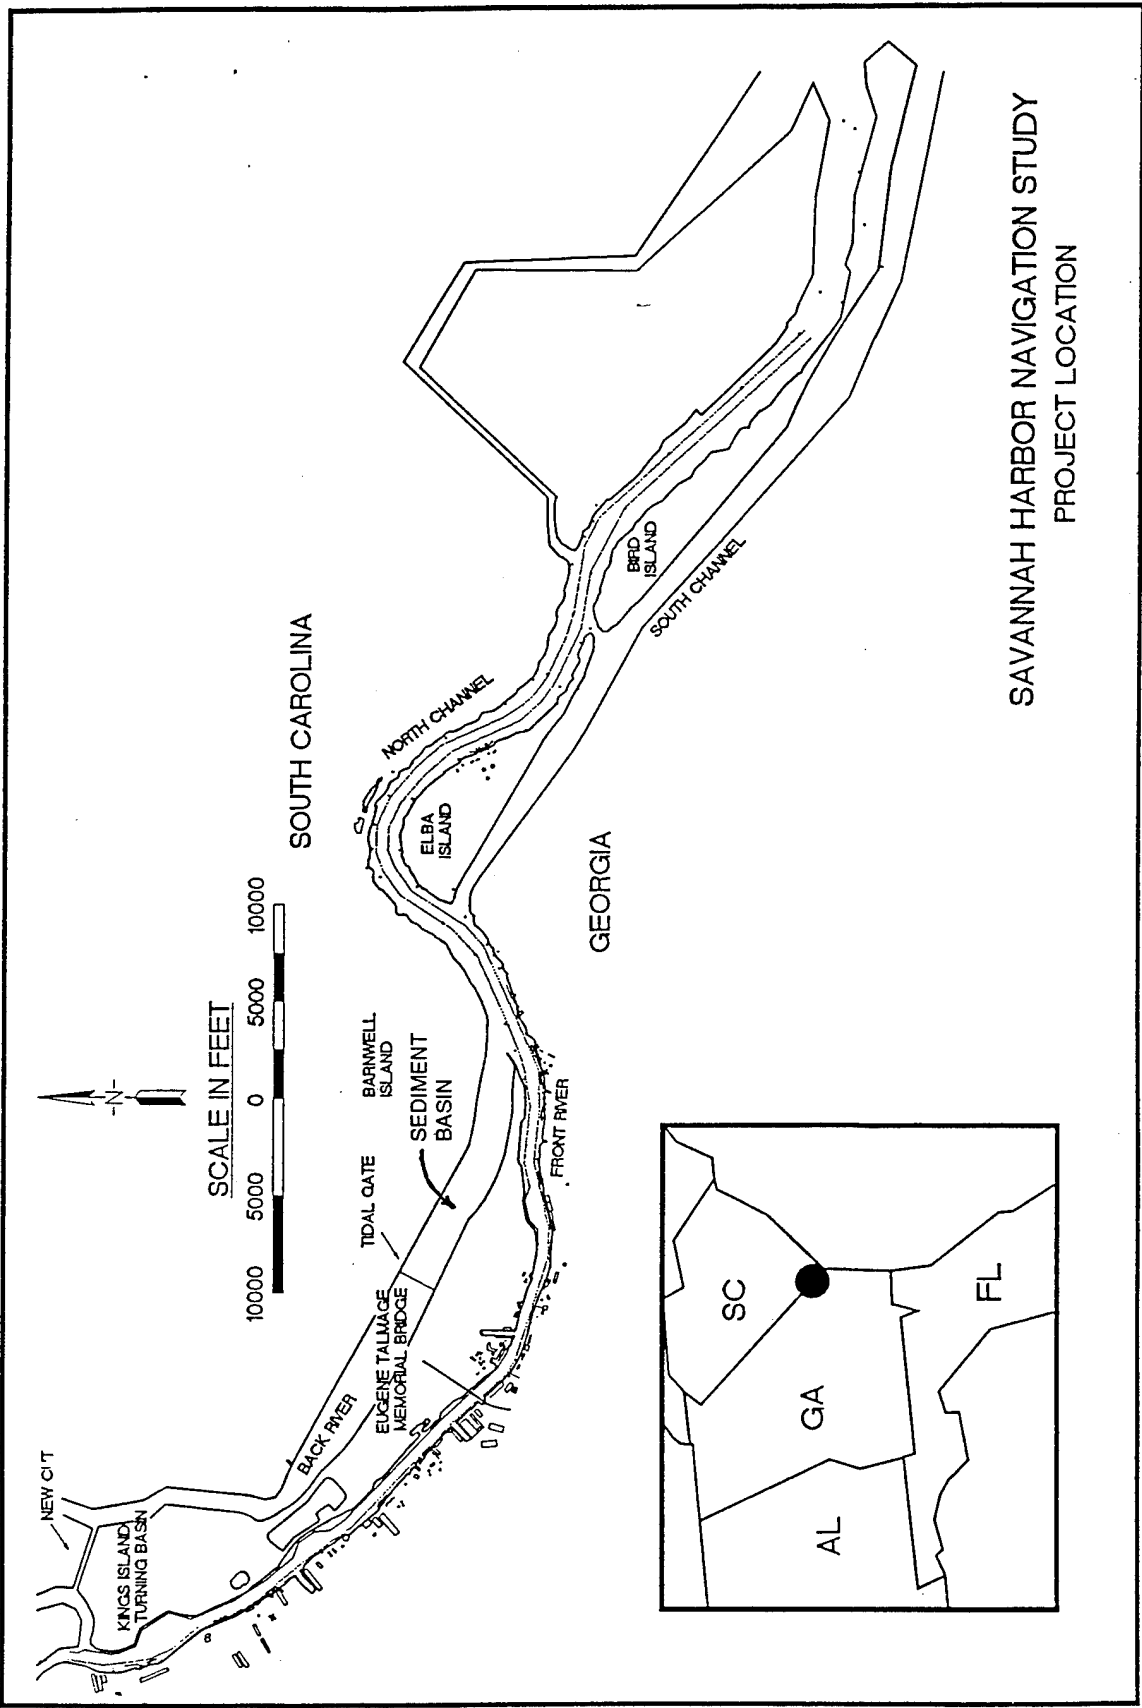 NEW CUT
KINGS ISLAND
TURNING BASIN
BACK RIVER
EUGENE TALMAGE
MEMORIAL BRIDGE
TIDAL GATE
SEDIMENT
BASIN
BARNWELL
ISLAND
FRONT RIVER
-N-
SCALE IN FEET
10000 5000 0 5000 10000
SOUTH CAROLINA
NORTH CHANNEL
ELBA
ISLAND
GEORGIA
BIRD
ISLAND
SOUTH CHANNEL
SC
GA
AL
FL
SAVANNAH HARBOR NAVIGATION STUDY
PROJECT LOCATION